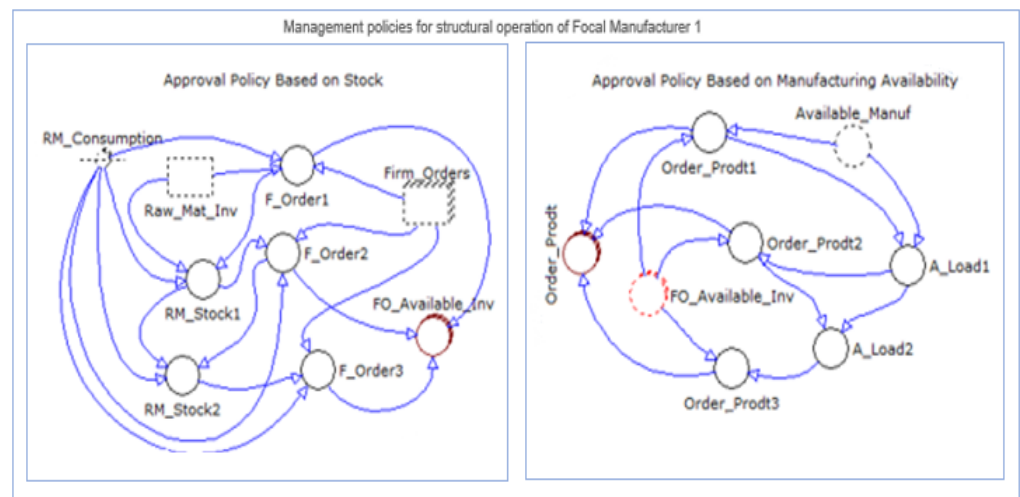 Management policies for structural operation of Focal Manufacturer 1
Approval Policy Based on Stock
RM_Consumption
Raw_Mat_Inv
F_Order1
Firm_Orders
F_Order2
RM_Stock1
FO_Available_Inv
F_Order3
RM_Stock2
Approval Policy Based on Manufacturing Availability
Available_Manuf
Order_Prodt1
Order_Prodt
Order_Prodt2
A_Load1
FO_Available_Inv
A_Load2
Order_Prodt3